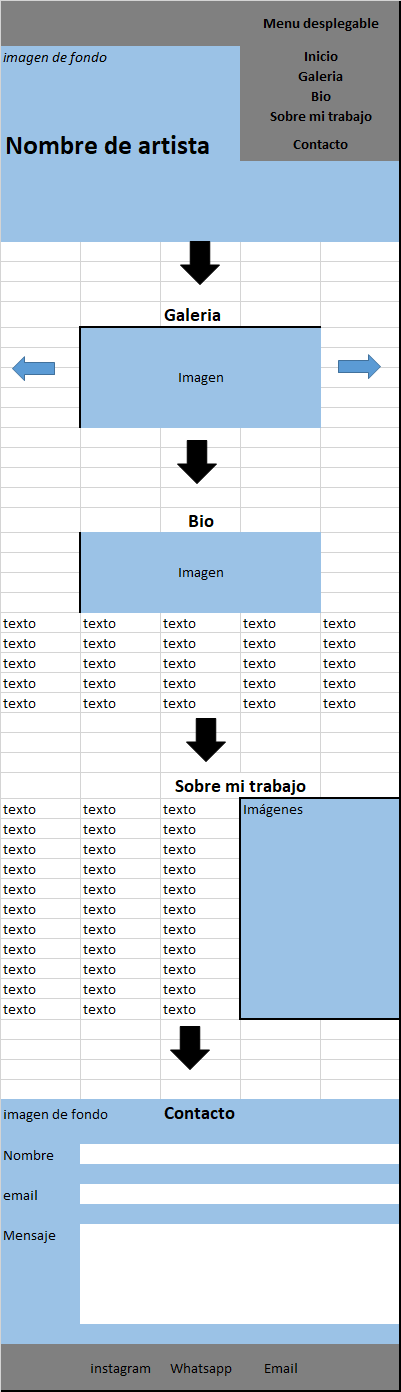 Menu desplegable
imagen de fondo
Inicio
Galeria
Bio
Sobre mi trabajo
Nombre de artista
Contacto
Galeria
Imagen
Bio
Imagen
texto texto texto texto texto
texto texto texto texto texto
texto texto texto texto texto
texto texto texto texto texto
texto texto texto texto texto
Sobre mi trabajo
texto texto texto Imágenes
texto texto texto
texto texto texto
texto texto texto
texto texto texto
texto texto texto
texto texto texto
texto texto texto
texto texto texto
texto texto texto
texto texto texto
imagen de fondo Contacto
Nombre
email
Mensaje
instagram Whatsapp Email